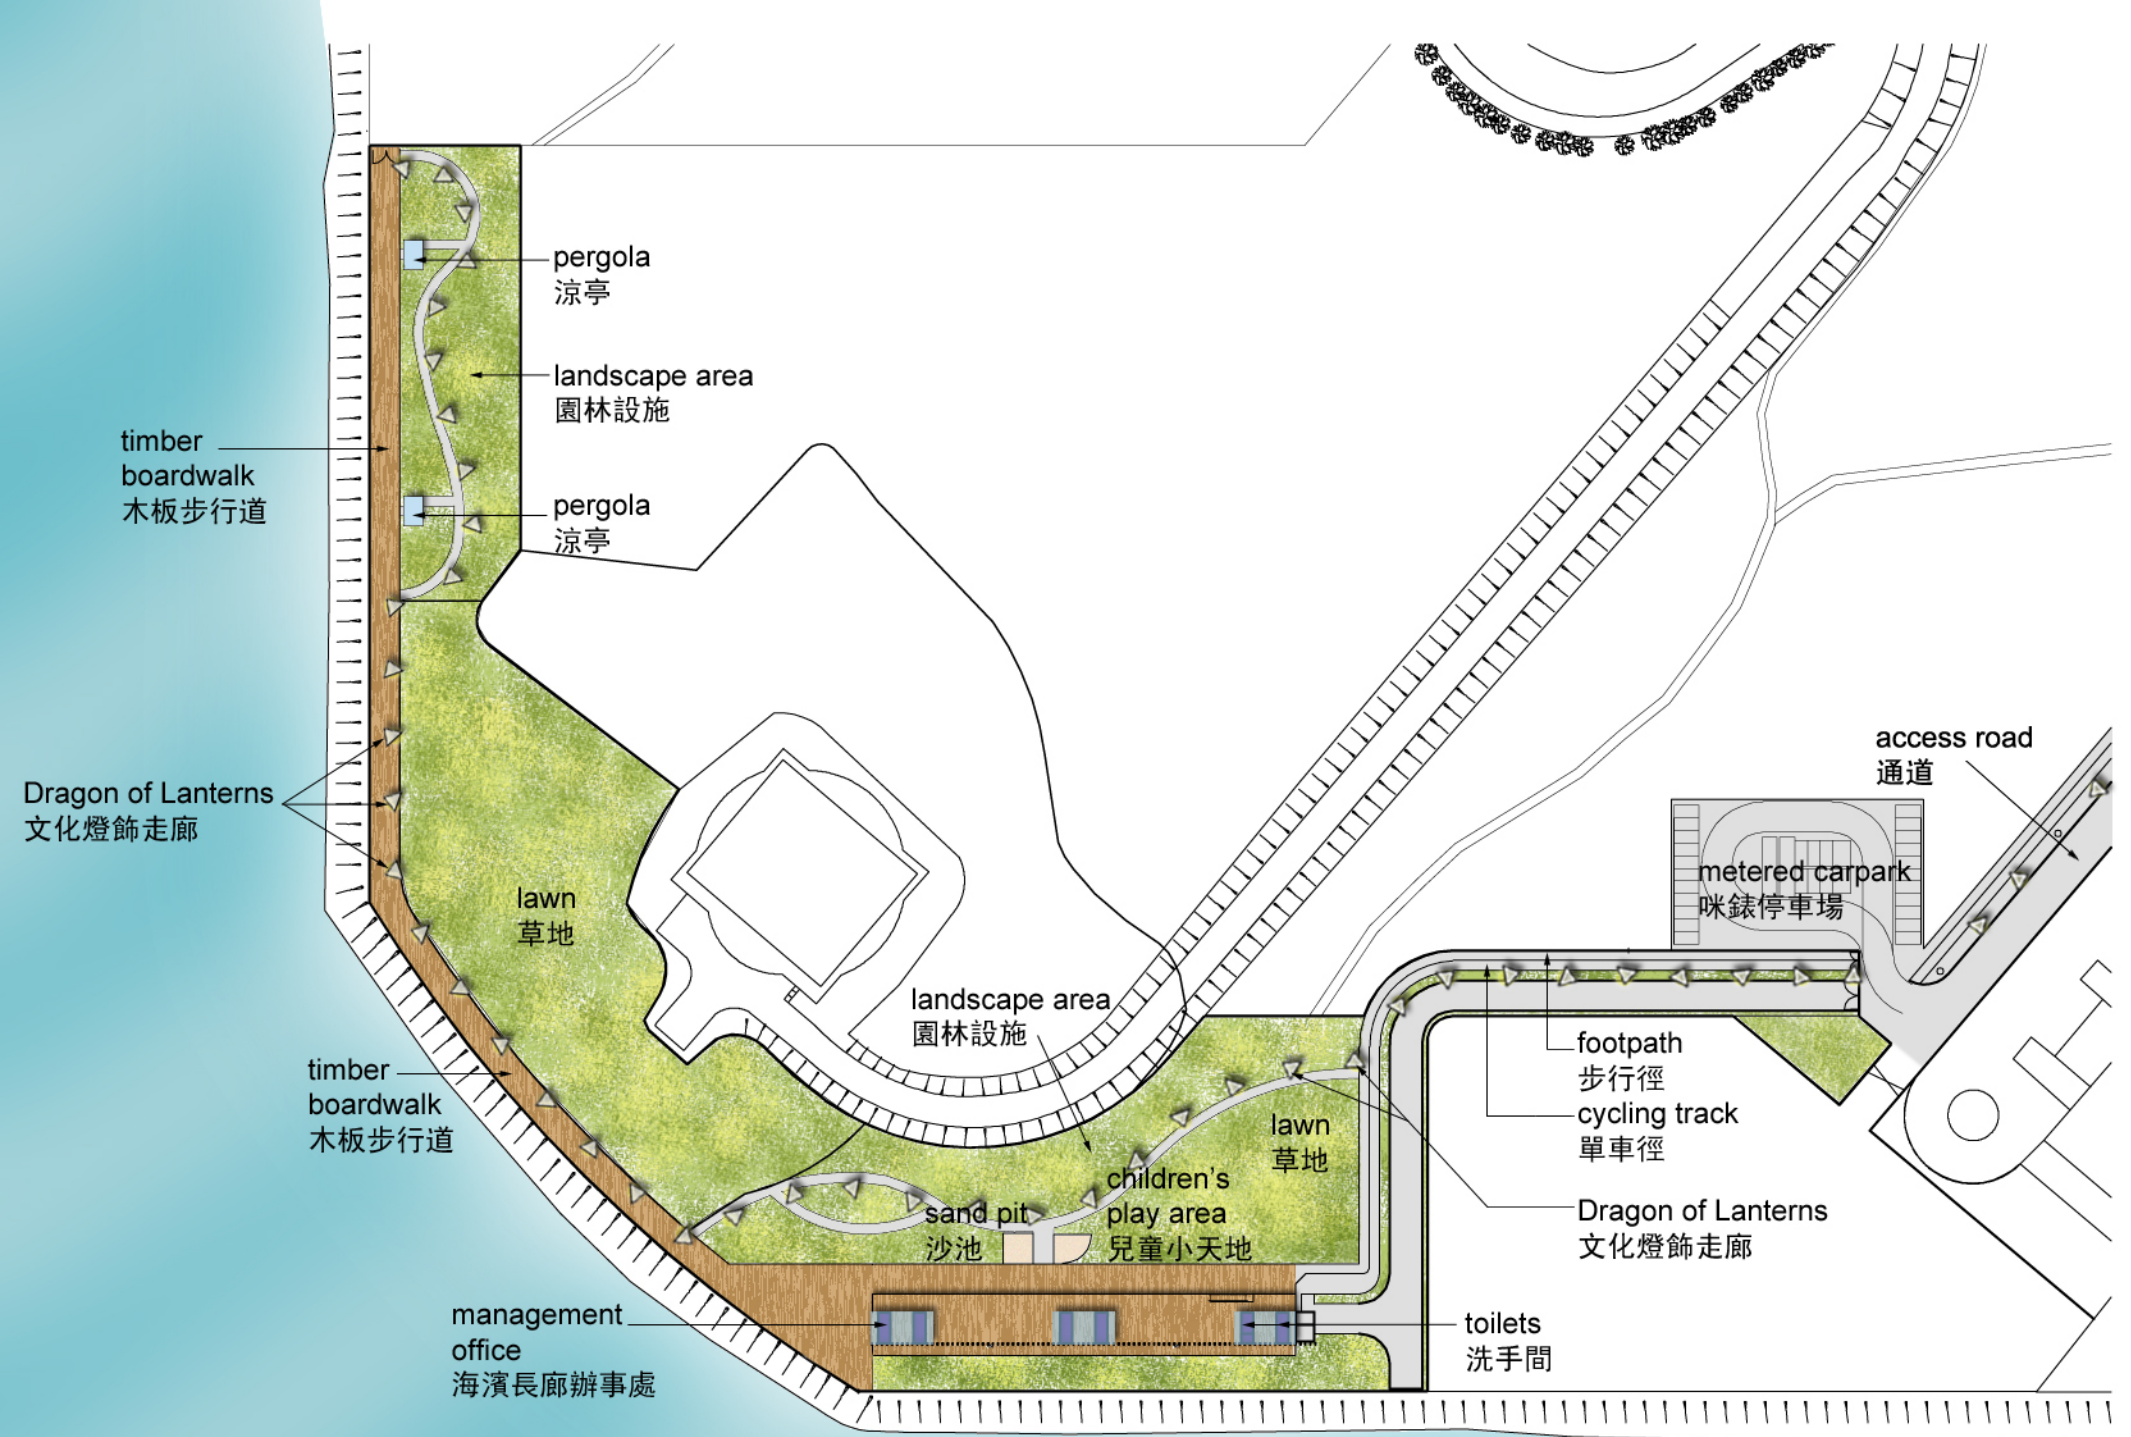 pergola
涼亭
landscape area
園林設施
timber
boardwalk
木板步行道
pergola
涼亭
access road
通道
Dragon of Lanterns
文化燈飾走廊
metered carpark
咪錶停車場
lawn
草地
landscape area
園林設施
footpath
步行徑
cycling track
單車徑
timber
boardwalk
木板步行道
lawn
草地
children's
play area
兒童小天地
sand pit
沙池
Dragon of Lanterns
文化燈飾走廊
management
office
海濱長廊辦事處
toilets
洗手間